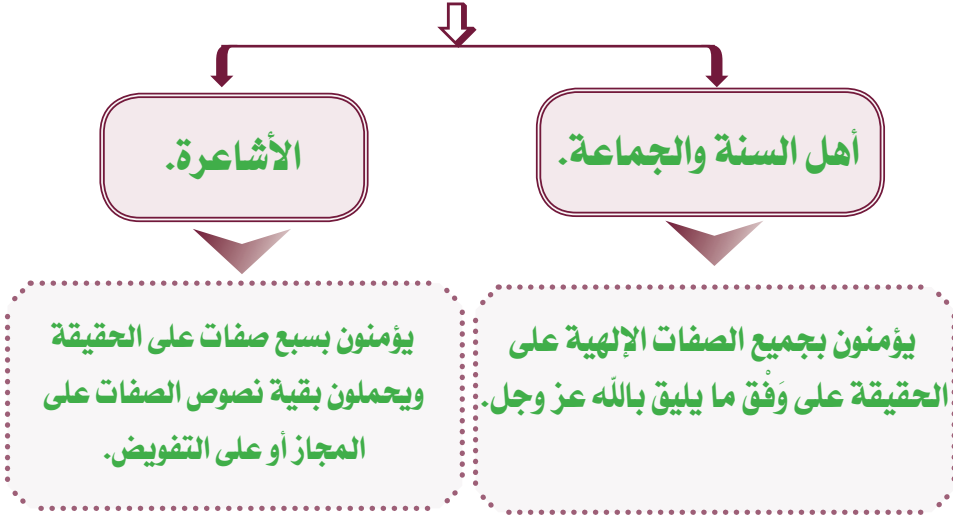 أهل السنة والجماعة.
الأشاعرة.
يؤمنون بجميع الصفات الإلهية على
الحقيقة على وَفْق ما يليق بالله عز وجل.
يؤمنون بسبع صفات على الحقيقة
ويحملون بقية نصوص الصفات على
المجاز أو على التفويض.